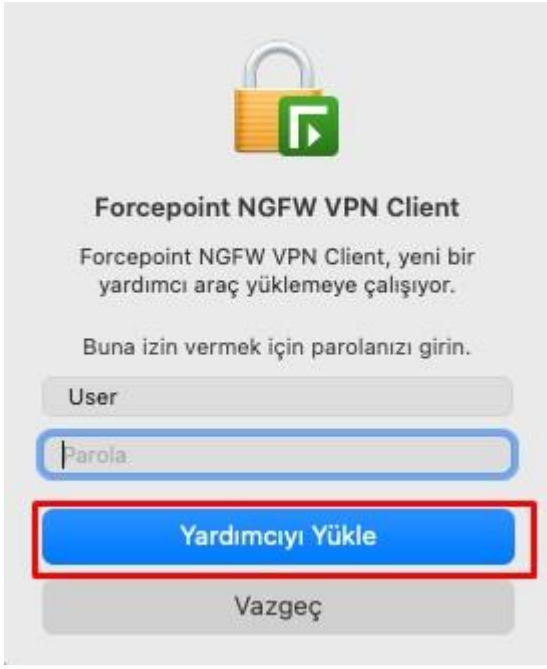 Forcepoint NGFW VPN Client
Forcepoint NGFW VPN Client, yeni bir
yardımcı araç yüklemeye çalışıyor.
Buna izin vermek için parolanızı girin.
User
Parola
Yardımcıyı Yükle
Vazgeç